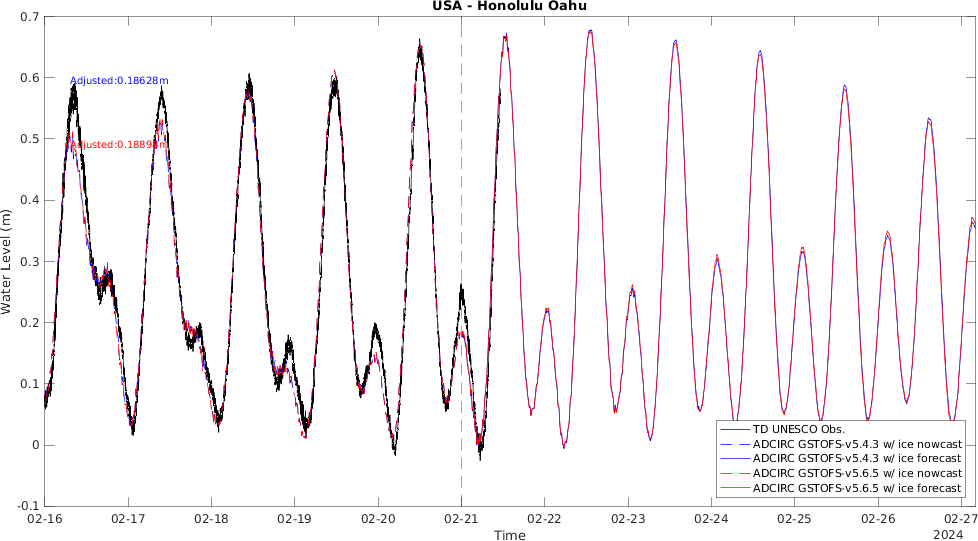 USA - Honolulu Oahu
0.7
0.6
0.5
0.4
0.3
0.2
0.1
0
-0.1
Water Level (m)
Adjusted:0.18628m
Adjusted:0.18898m
TD UNESCO Obs.
ADCIRC GSTOFS-v5.4.3 w/ ice nowcast
ADCIRC GSTOFS-v5.4.3 w/ ice forecast
ADCIRC GSTOFS-v5.6.5 w/ ice nowcast
ADCIRC GSTOFS-v5.6.5 w/ ice forecast
02-16 02-17 02-18 02-19 02-20 02-21 02-22 02-23 02-24 02-25 02-26 02-27
Time
2024